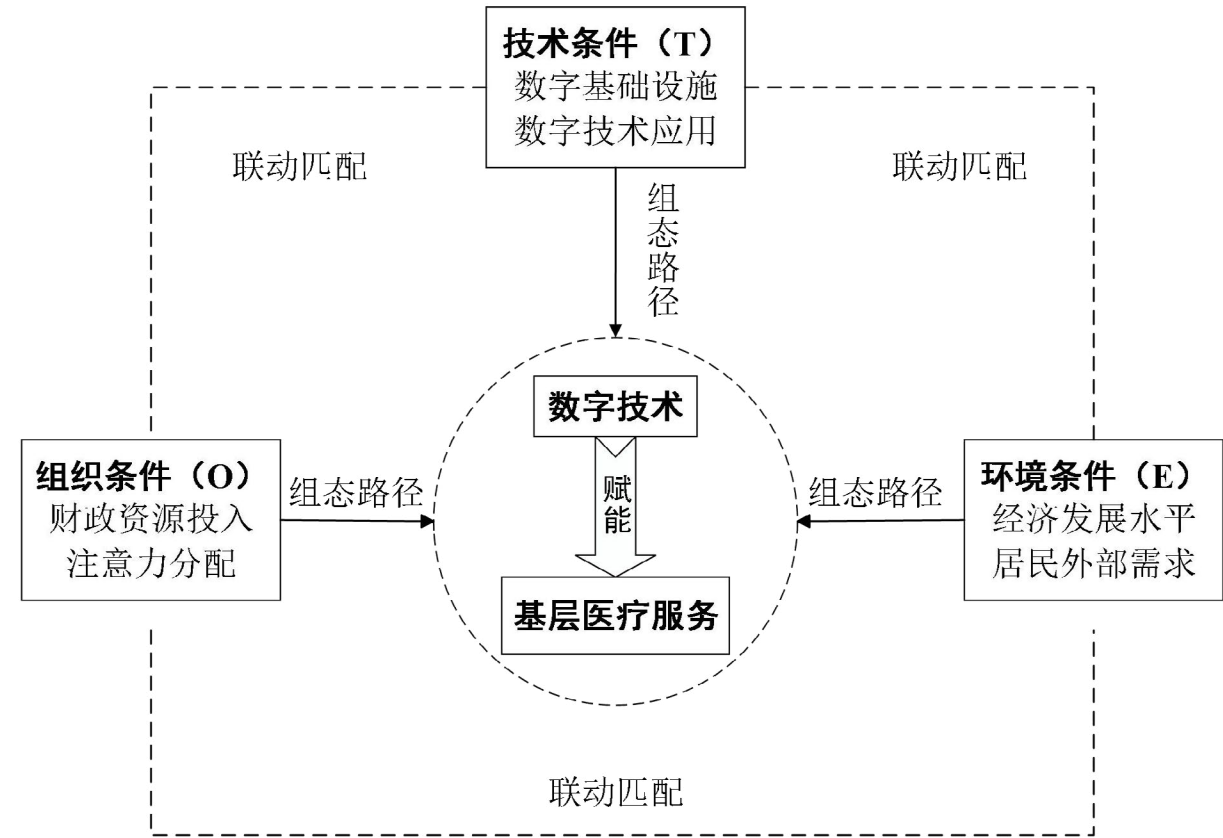 技术条件（T）
数字基础设施
数字技术应用
联动匹配
联动匹配
组态路径
数字技术
赋能
基层医疗服务
组织条件（O）
财政资源投入
注意力分配
组态路径
组态路径
环境条件（E）
经济发展水平
居民外部需求
联动匹配